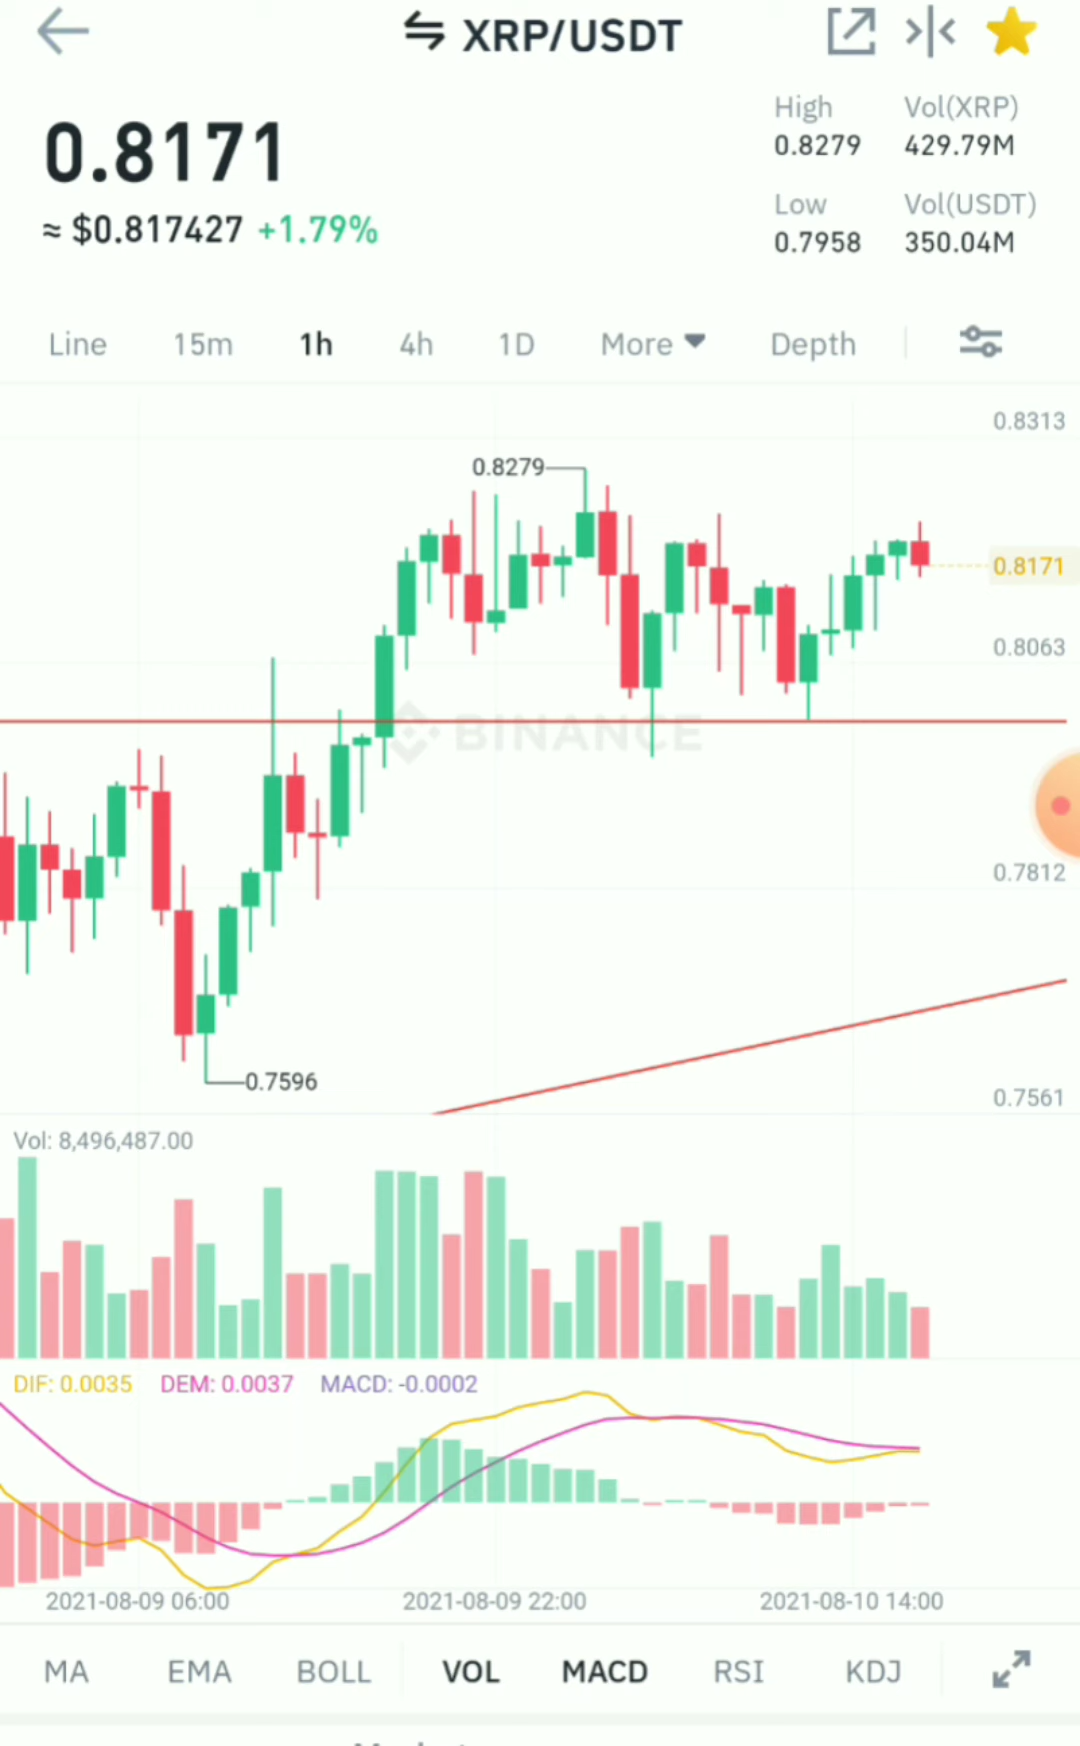 XRP/USDT
0.8171
≈ $0.817427 +1.79%
High
0.8279
Vol(XRP)
429.79M
Low
0.7958
Vol(USDT)
350.04M
Line 15m 1h 4h 1D More Depth
0.8313
0.8279
0.8171
0.8063
BINANCE
0.7812
0.7596
0.7561
Vol: 8,496,487.00
DIF: 0.0035 DEM: 0.0037 MACD: -0.0002
2021-08-09 06:00 2021-08-09 22:00 2021-08-10 14:00
MA EMA BOLL VOL MACD RSI KDJ